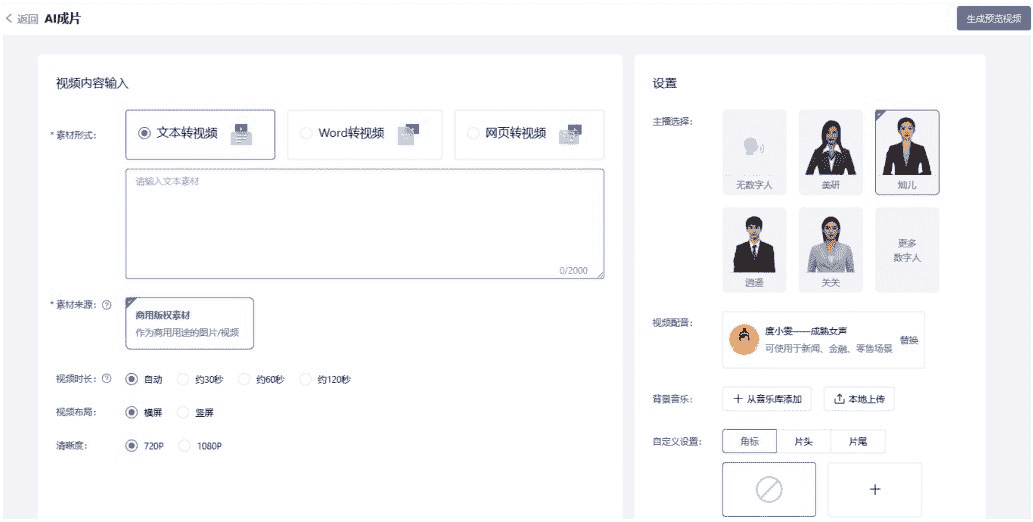 返回 AI成片
生成预览视频
视频内容输入
* 素材形式：
文本转视频
Word转视频
网页转视频
请输入文本素材
0/2000
* 素材来源：
商用版权素材
作为商用用途的图片/视频
视频时长：
自动 约30秒 约60秒 约120秒
视频布局：
横屏 竖屏
清晰度：
720P 1080P
设置
主播选择：
无数字人
美研
灿儿
逍遥
关关
更多
数字人
视频配音：
度小雯——成熟女声
可使用于新闻、金融、零售场景
替换
背景音乐：
+ 从音乐库添加
本地上传
自定义设置：
角标 片头 片尾
+